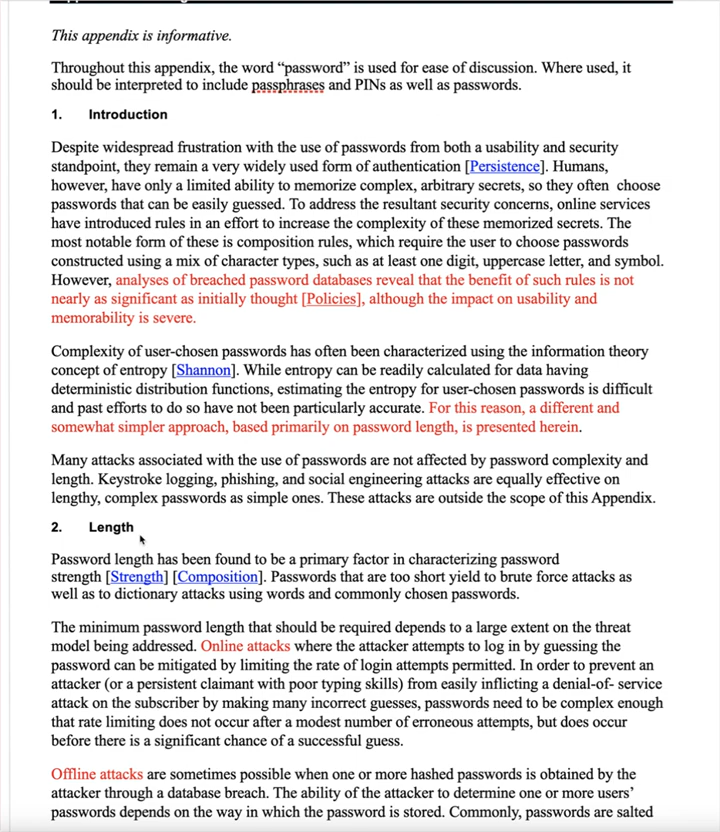 This appendix is informative.
Throughout this appendix, the word “password” is used for ease of discussion. Where used, it
should be interpreted to include passphrases and PINs as well as passwords.
1. Introduction
Despite widespread frustration with the use of passwords from both a usability and security
standpoint, they remain a very widely used form of authentication [Persistence]. Humans,
however, have only a limited ability to memorize complex, arbitrary secrets, so they often choose
passwords that can be easily guessed. To address the resultant security concerns, online services
have introduced rules in an effort to increase the complexity of these memorized secrets. The
most notable form of these is composition rules, which require the user to choose passwords
constructed using a mix of character types, such as at least one digit, uppercase letter, and symbol.
However, analyses of breached password databases reveal that the benefit of such rules is not
nearly as significant as initially thought [Policies], although the impact on usability and
memorability is severe.
Complexity of user-chosen passwords has often been characterized using the information theory
concept of entropy [Shannon]. While entropy can be readily calculated for data having
deterministic distribution functions, estimating the entropy for user-chosen passwords is difficult
and past efforts to do so have not been particularly accurate. For this reason, a different and
somewhat simpler approach, based primarily on password length, is presented herein.
Many attacks associated with the use of passwords are not affected by password complexity and
length. Keystroke logging, phishing, and social engineering attacks are equally effective on
lengthy, complex passwords as simple ones. These attacks are outside the scope of this Appendix.
2. Length
Password length has been found to be a primary factor in characterizing password
strength [Strength] [Composition]. Passwords that are too short yield to brute force attacks as
well as to dictionary attacks using words and commonly chosen passwords.
The minimum password length that should be required depends to a large extent on the threat
model being addressed. Online attacks where the attacker attempts to log in by guessing the
password can be mitigated by limiting the rate of login attempts permitted. In order to prevent an
attacker (or a persistent claimant with poor typing skills) from easily inflicting a denial-of- service
attack on the subscriber by making many incorrect guesses, passwords need to be complex enough
that rate limiting does not occur after a modest number of erroneous attempts, but does occur
before there is a significant chance of a successful guess.
Offline attacks are sometimes possible when one or more hashed passwords is obtained by the
attacker through a database breach. The ability of the attacker to determine one or more users’
passwords depends on the way in which the password is stored. Commonly, passwords are salted